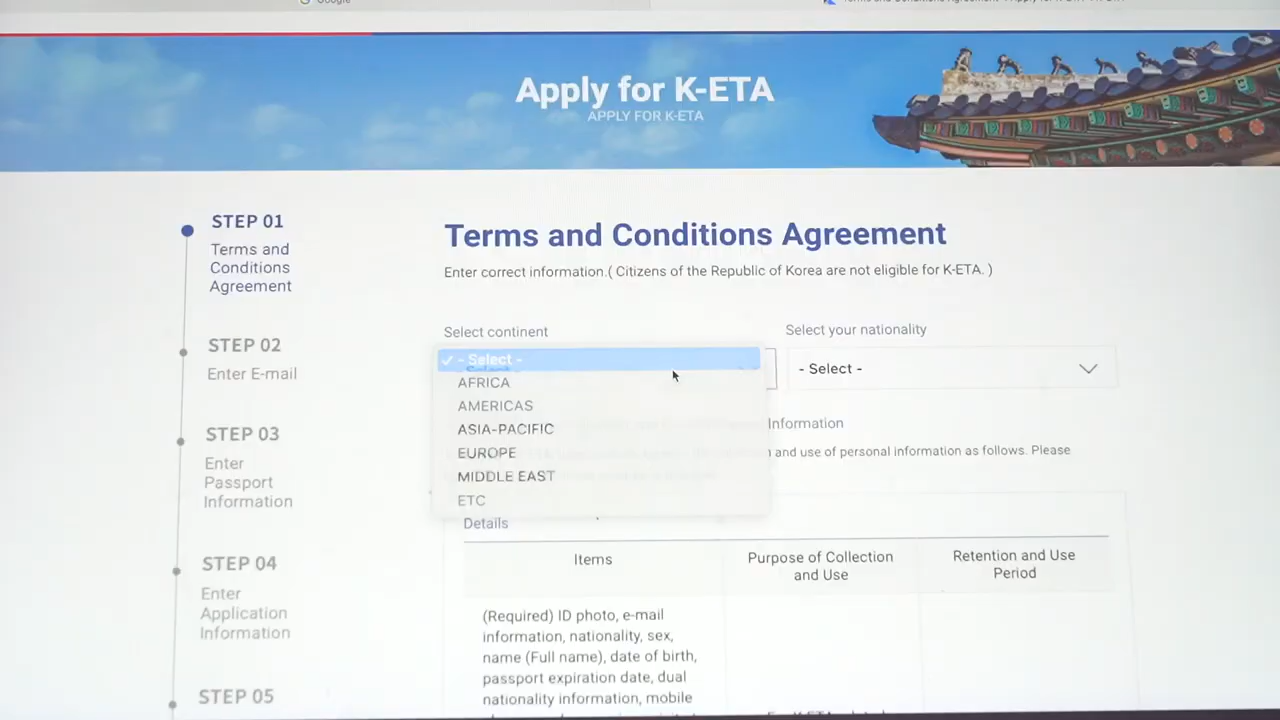 Google
Apply for K-ETA
APPLY FOR K-ETA
STEP 01
Terms and
Conditions
Agreement
STEP 02
Enter E-mail
STEP 03
Enter
Passport
Information
STEP 04
Enter
Application
Information
STEP 05
Terms and Conditions Agreement
Enter correct information.( Citizens of the Republic of Korea are not eligible for K-ETA. )
Select continent
✓ - Select -
AFRICA
AMERICAS
ASIA-PACIFIC
EUROPE
MIDDLE EAST
ETC
Select your nationality
- Select -
Information
and use of personal information as follows. Please
Details
Items
Purpose of Collection
and Use
Retention and Use
Period
(Required) ID photo, e-mail
information, nationality, sex,
name (Full name), date of birth,
passport expiration date, dual
nationality information, mobile